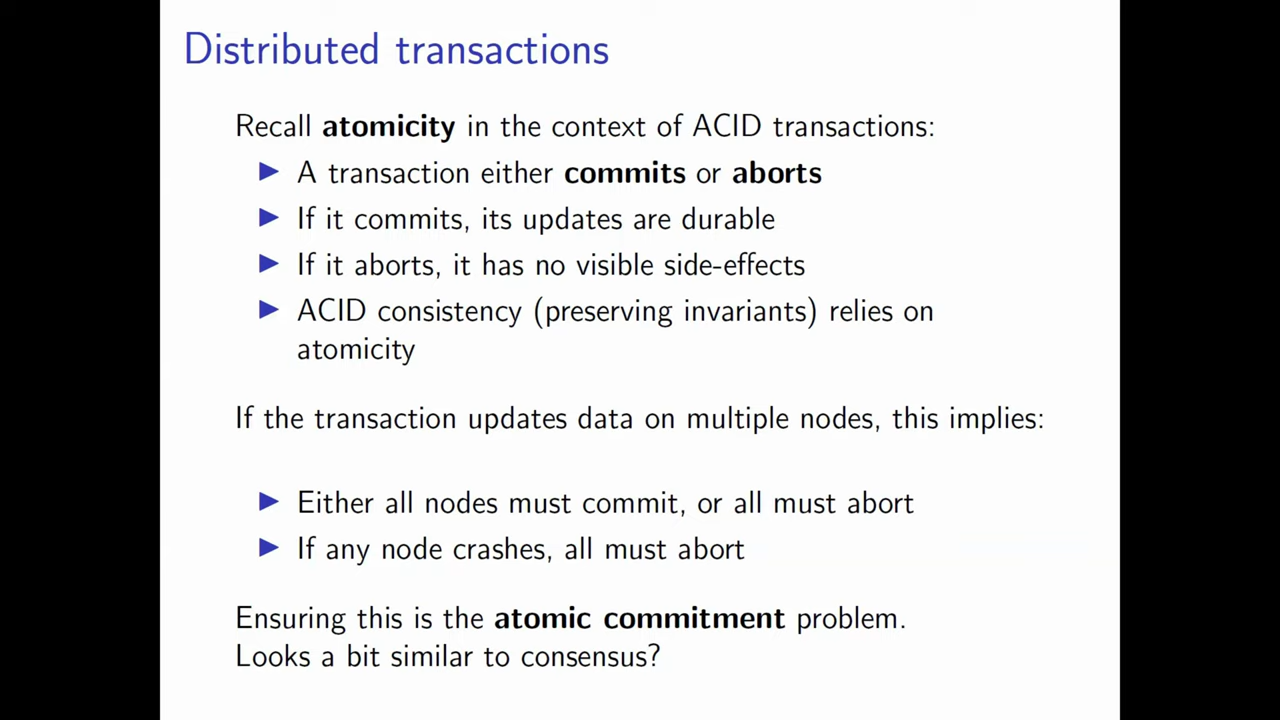 Distributed transactions
Recall atomicity in the context of ACID transactions:
▶ A transaction either commits or aborts
▶ If it commits, its updates are durable
▶ If it aborts, it has no visible side-effects
▶ ACID consistency (preserving invariants) relies on
atomicity
If the transaction updates data on multiple nodes, this implies:
▶ Either all nodes must commit, or all must abort
▶ If any node crashes, all must abort
Ensuring this is the atomic commitment problem.
Looks a bit similar to consensus?